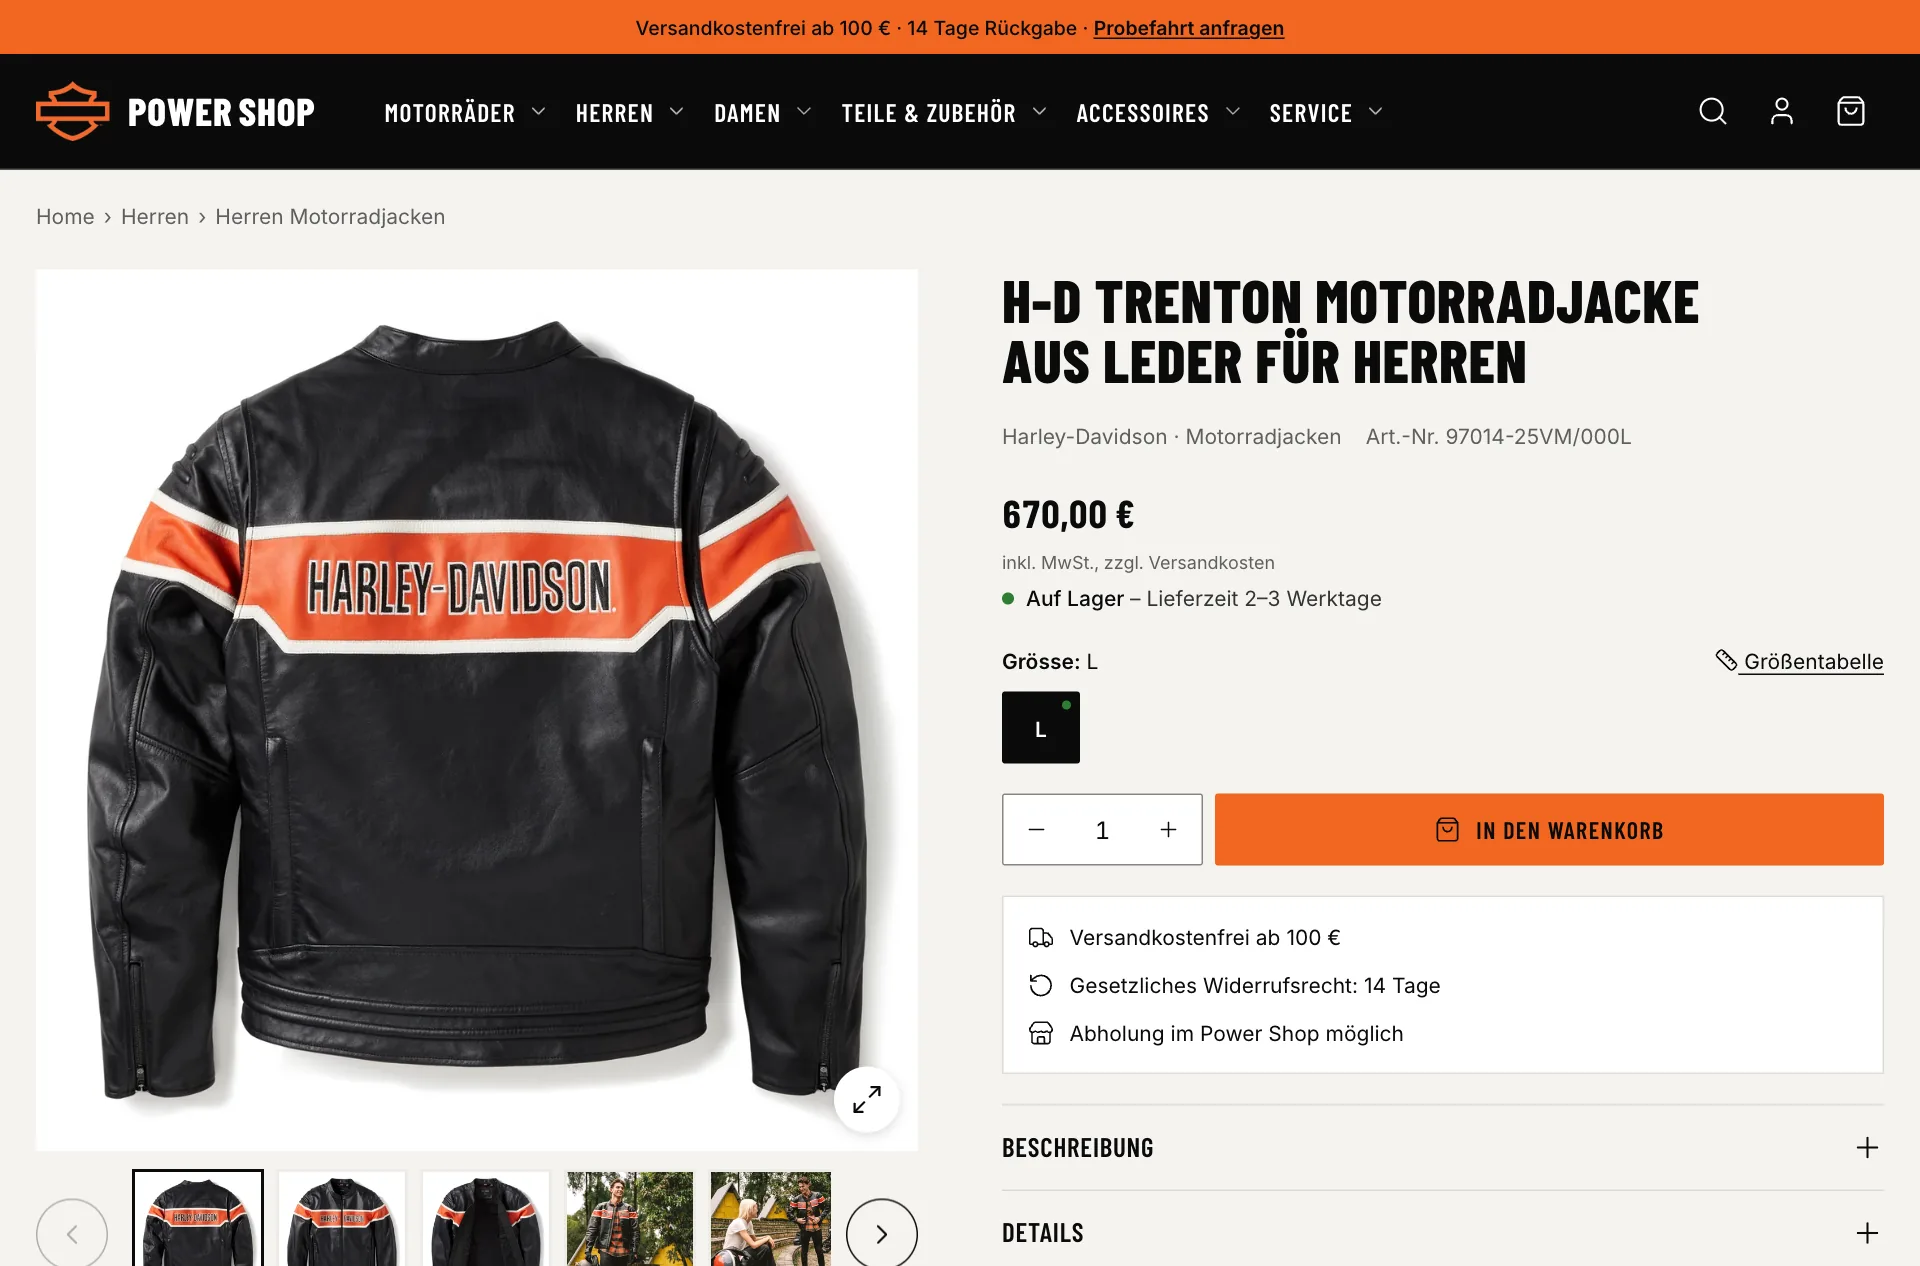 Versandkostenfrei ab 100 € · 14 Tage Rückgabe · Probefahrt anfragen
POWER SHOP
MOTORRÄDER
HERREN
DAMEN
TEILE & ZUBEHÖR
ACCESSOIRES
SERVICE
Home › Herren › Herren Motorradjacken
HARLEY-DAVIDSON
H-D TRENTON MOTORRADJACKE
AUS LEDER FÜR HERREN
Harley-Davidson · Motorradjacken Art.-Nr. 97014-25VM/000L
670,00 €
inkl. MwSt., zzgl. Versandkosten
Auf Lager – Lieferzeit 2–3 Werktage
Grösse: L
Größentabelle
L
− 1 +
IN DEN WARENKORB
Versandkostenfrei ab 100 €
Gesetzliches Widerrufsrecht: 14 Tage
Abholung im Power Shop möglich
BESCHREIBUNG
DETAILS
HARLEY-DAVIDSON